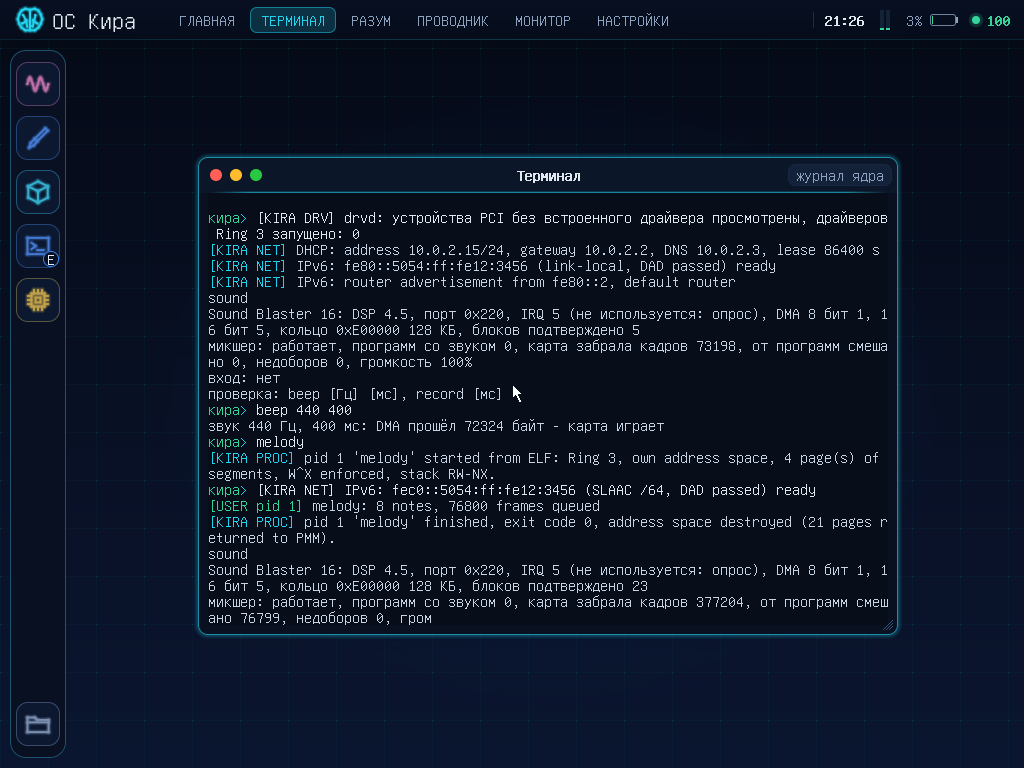 ОС Кира
ГЛАВНАЯ
ТЕРМИНАЛ
РАЗУМ
ПРОВОДНИК
МОНИТОР
НАСТРОЙКИ
21:26
3%
100
E
Терминал
журнал ядра
кира> [KIRA DRV] drvd: устройства PCI без встроенного драйвера просмотрены, драйверов
Ring 3 запущено: 0
[KIRA NET] DHCP: address 10.0.2.15/24, gateway 10.0.2.2, DNS 10.0.2.3, lease 86400 s
[KIRA NET] IPv6: fe80::5054:ff:fe12:3456 (link-local, DAD passed) ready
[KIRA NET] IPv6: router advertisement from fe80::2, default router
sound
Sound Blaster 16: DSP 4.5, порт 0x220, IRQ 5 (не используется: опрос), DMA 8 бит 1, 1
6 бит 5, кольцо 0xE00000 128 КБ, блоков подтверждено 5
микшер: работает, программ со звуком 0, карта забрала кадров 73198, от программ смеша
но 0, недоборов 0, громкость 100%
вход: нет
проверка: beep [Гц] [мс], record [мс]
кира> beep 440 400
звук 440 Гц, 400 мс: DMA прошёл 72324 байт - карта играет
кира> melody
[KIRA PROC] pid 1 'melody' started from ELF: Ring 3, own address space, 4 page(s) of
segments, W^X enforced, stack RW-NX.
кира> [KIRA NET] IPv6: fec0::5054:ff:fe12:3456 (SLAAC /64, DAD passed) ready
[USER pid 1] melody: 8 notes, 76800 frames queued
[KIRA PROC] pid 1 'melody' finished, exit code 0, address space destroyed (21 pages r
eturned to PMM).
sound
Sound Blaster 16: DSP 4.5, порт 0x220, IRQ 5 (не используется: опрос), DMA 8 бит 1, 1
6 бит 5, кольцо 0xE00000 128 КБ, блоков подтверждено 23
микшер: работает, программ со звуком 0, карта забрала кадров 377204, от программ смеш
ано 76799, недоборов 0, гром